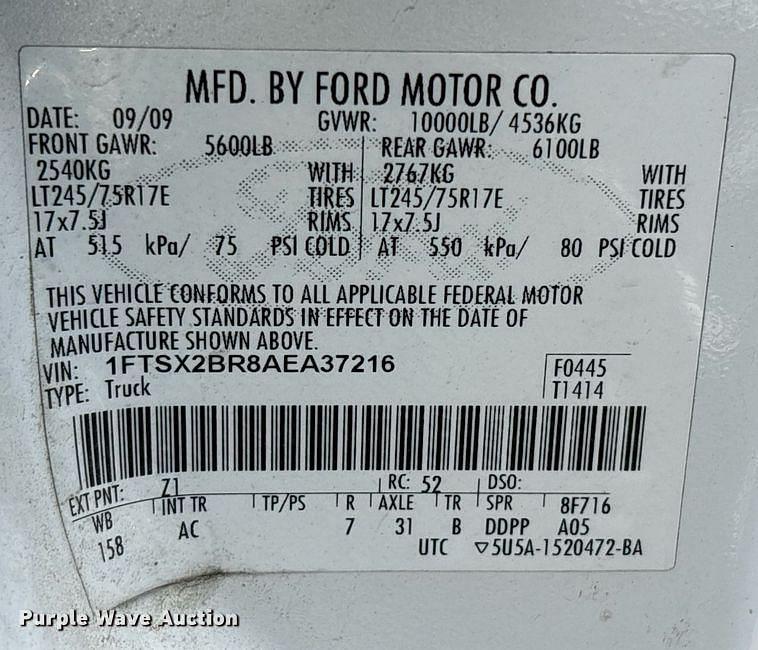 MFD. BY FORD MOTOR CO.
DATE: 09/09 GVWR: 10000LB/ 4536KG
FRONT GAWR: 5600LB REAR GAWR: 6100LB
2540KG WITH 2767KG WITH
LT245/75R17E TIRES LT245/75R17E TIRES
17x7.5J RIMS 17x7.5J RIMS
AT 515 kPa/ 75 PSI COLD AT 550 kPa/ 80 PSI COLD
THIS VEHICLE CONFORMS TO ALL APPLICABLE FEDERAL MOTOR
VEHICLE SAFETY STANDARDS IN EFFECT ON THE DATE OF
MANUFACTURE SHOWN ABOVE.
VIN: 1FTSX2BR8AEA37216 F0445
TYPE: Truck T1414
EXT PNT: Z1 RC: 52 DSO:
WB INT TR TP/PS R AXLE TR SPR 8F716
158 AC 7 31 B DDPP A05
UTC ▽5U5A-1520472-BA
Purple Wave Auction